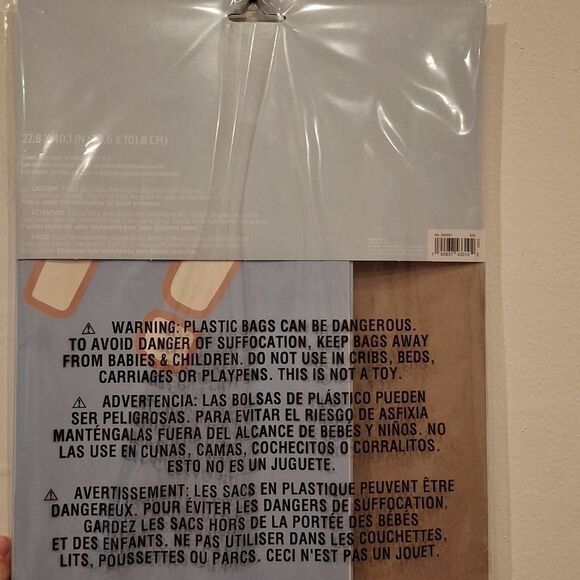 27.8 X 40.1 IN
X 101,8 CM)
WARNING: PLASTIC BAGS CAN BE DANGEROUS.
TO AVOID DANGER OF SUFFOCATION, KEEP BAGS AWAY
FROM BABIES & CHILDREN. DO NOT USE IN CRIBS, BEDS,
CARRIAGES OR PLAYPENS. THIS IS NOT A TOY.
ADVERTENCIA: LAS BOLSAS DE PLÁSTICO PUEDEN
SER PELIGROSAS. PARA EVITAR EL RIESGO DE ASFIXIA
MANTÉNGALAS FUERA DEL ALCANCE DE BEBÉS Y NIÑOS. NO
LAS USE EN CUNAS, CAMAS, COCHECITOS O CORRALITOS.
ESTO NO ES UN JUGUETE.
AVERTISSEMENT: LES SACS EN PLASTIQUE PEUVENT ÊTRE
DANGEREUX. POUR ÉVITER LES DANGERS DE SUFFOCATION,
GARDEZ LES SACS HORS DE LA PORTÉE DES BÉBÉS
ET DES ENFANTS. NE PAS UTILISER DANS LES COUCHETTES,
LITS, POUSSETTES OU PARCS. CECI N'EST PAS UN JOUET.